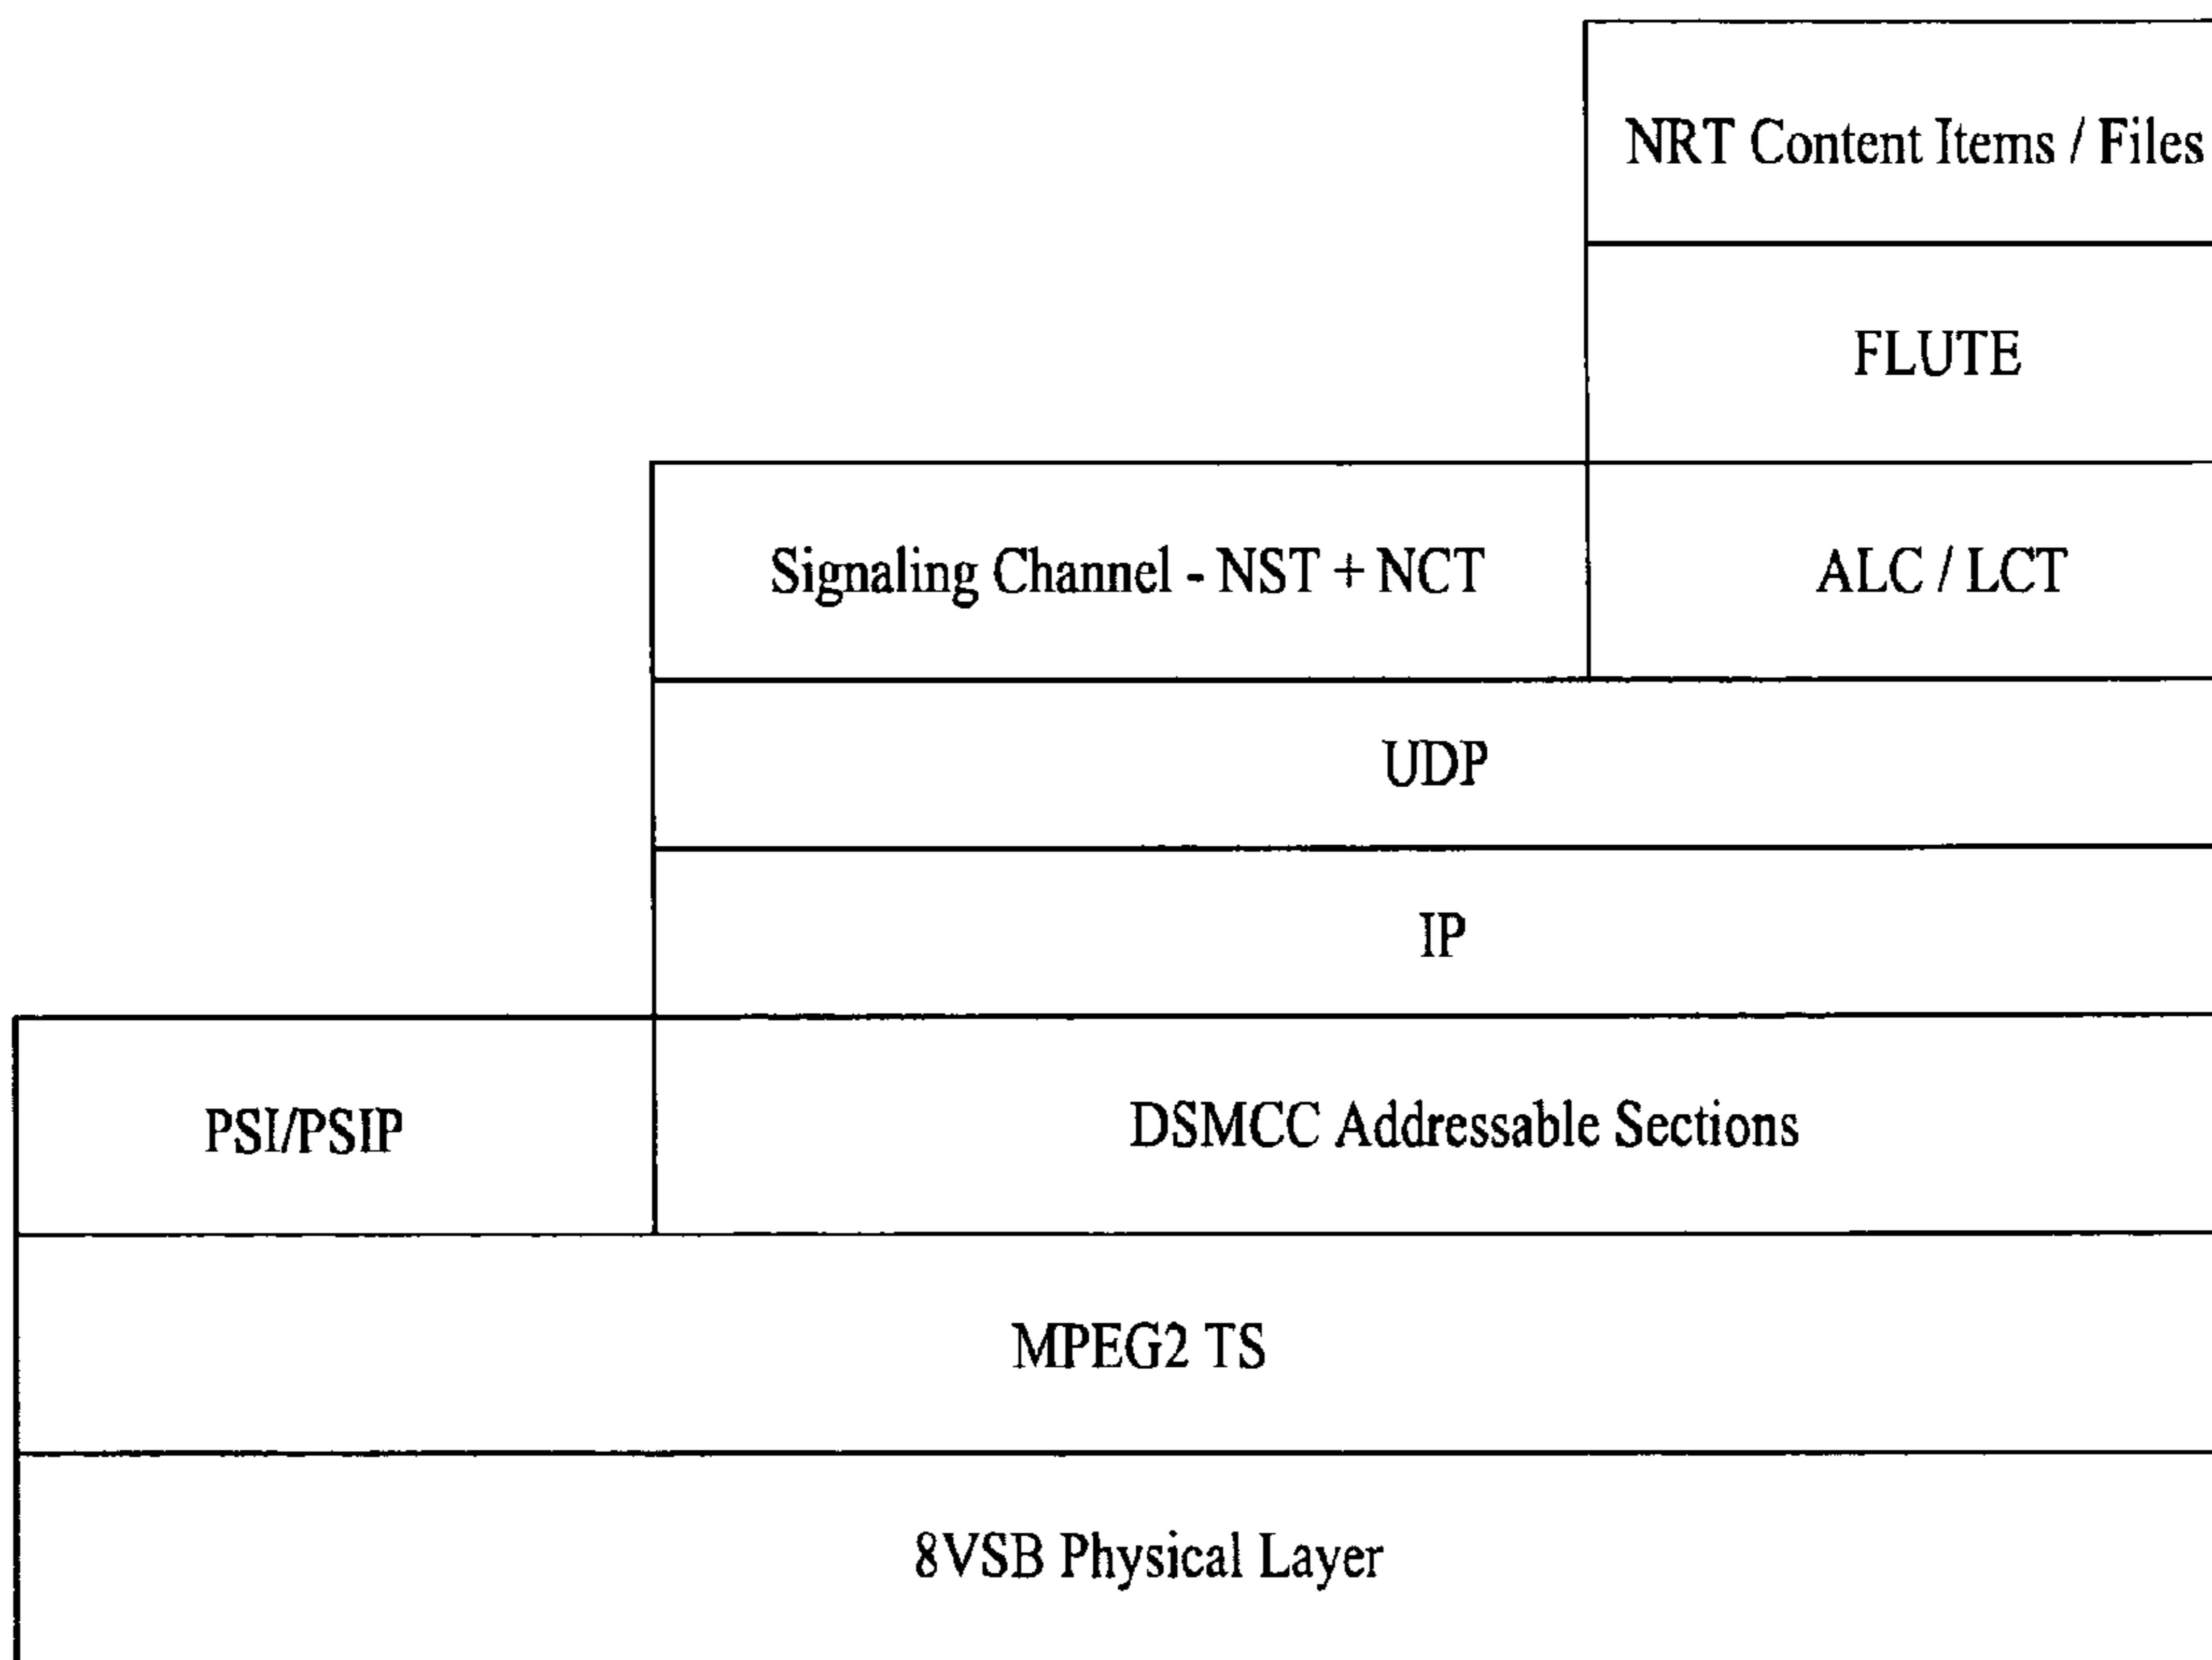 NRT Content Items / Files
FLUTE
Signaling Channel - NST + NCT
ALC / LCT
UDP
IP
PSI/PSIP
DSMCC Addressable Sections
MPEG2 TS
8VSB Physical Layer